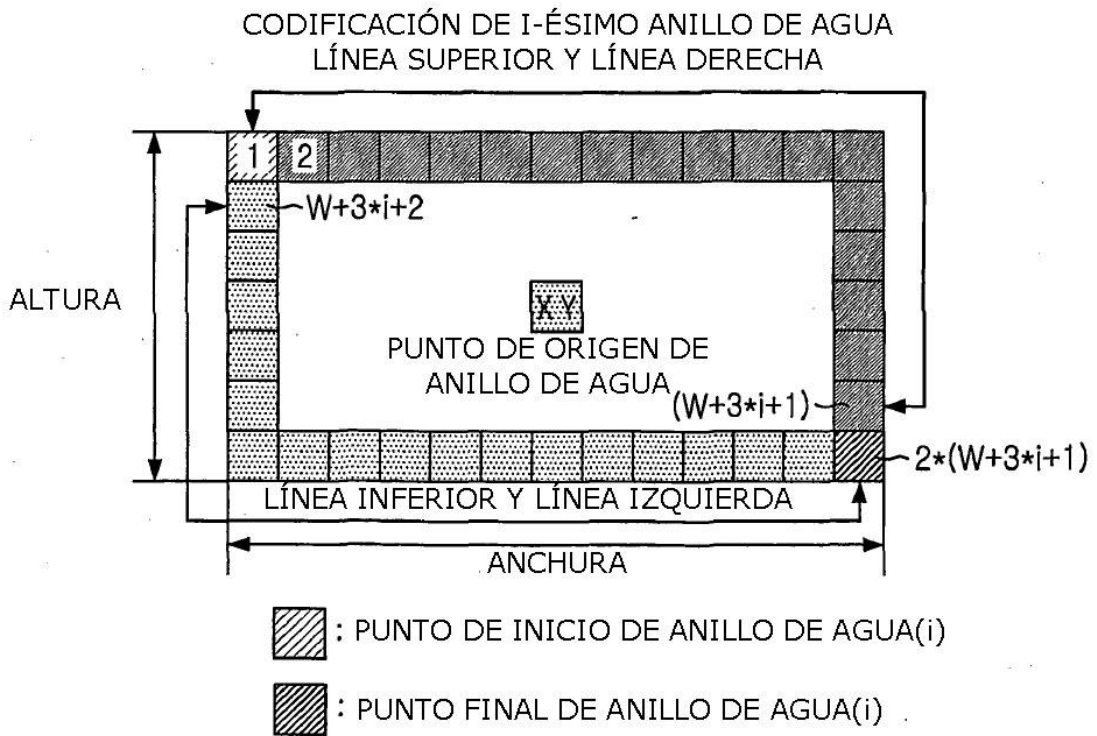 CODIFICACIÓN DE I-ÉSIMO ANILLO DE AGUA
LÍNEA SUPERIOR Y LÍNEA DERECHA
1 2
W+3*i+2
ALTURA
X Y
PUNTO DE ORIGEN DE
ANILLO DE AGUA
(W+3*i+1)
2*(W+3*i+1)
LÍNEA INFERIOR Y LÍNEA IZQUIERDA
ANCHURA
: PUNTO DE INICIO DE ANILLO DE AGUA(i)
: PUNTO FINAL DE ANILLO DE AGUA(i)